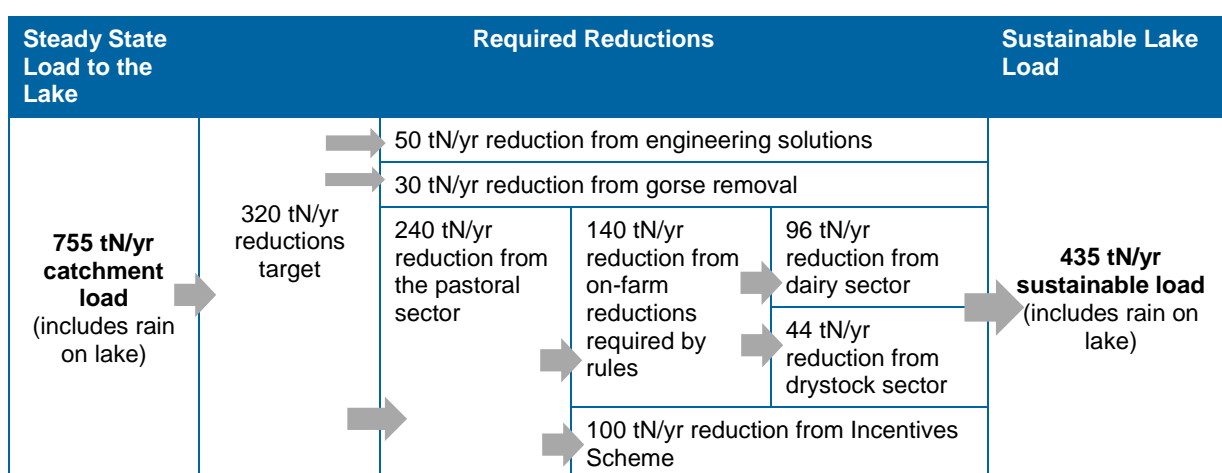 Steady State
Load to the
Lake
Required Reductions
Sustainable Lake
Load
755 tN/yr
catchment
load
(includes rain
on lake)
320 tN/yr
reductions
target
50 tN/yr reduction from engineering solutions
30 tN/yr reduction from gorse removal
240 tN/yr
reduction from
the pastoral
sector
140 tN/yr
reduction from
on-farm
reductions
required by
rules
96 tN/yr
reduction from
dairy sector
44 tN/yr
reduction from
drystock sector
100 tN/yr reduction from Incentives
Scheme
435 tN/yr
sustainable load
(includes rain on
lake)